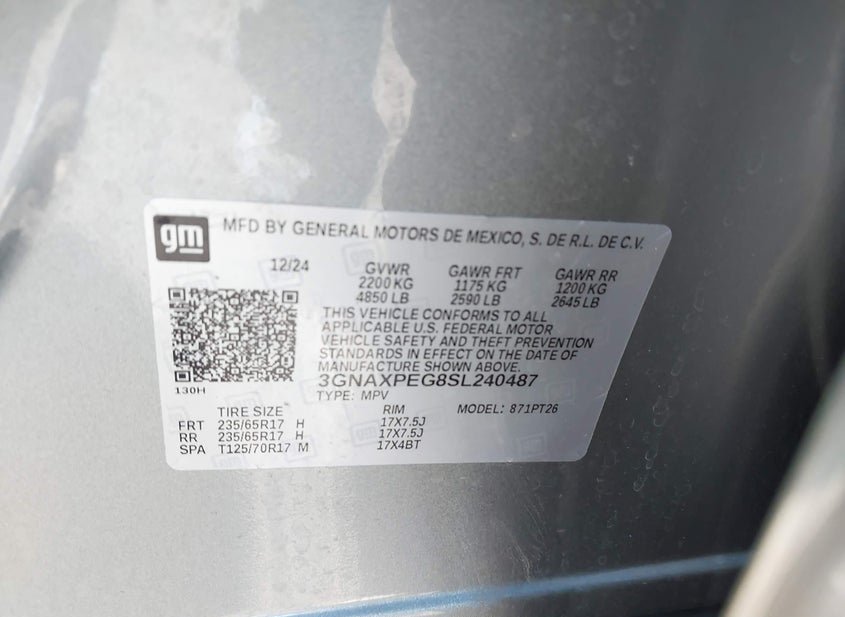 gm
MFD BY GENERAL MOTORS DE MEXICO, S. DE R.L. DE C.V.
12/24 GVWR GAWR FRT GAWR RR
2200 KG 1175 KG 1200 KG
4850 LB 2590 LB 2645 LB
THIS VEHICLE CONFORMS TO ALL
APPLICABLE U.S. FEDERAL MOTOR
VEHICLE SAFETY AND THEFT PREVENTION
STANDARDS IN EFFECT ON THE DATE OF
MANUFACTURE SHOWN ABOVE.
130H
3GNAXPEG8SL240487
TYPE: MPV
TIRE SIZE RIM MODEL: 871PT26
FRT 235/65R17 H 17X7.5J
RR 235/65R17 H 17X7.5J
SPA T125/70R17 M 17X4BT